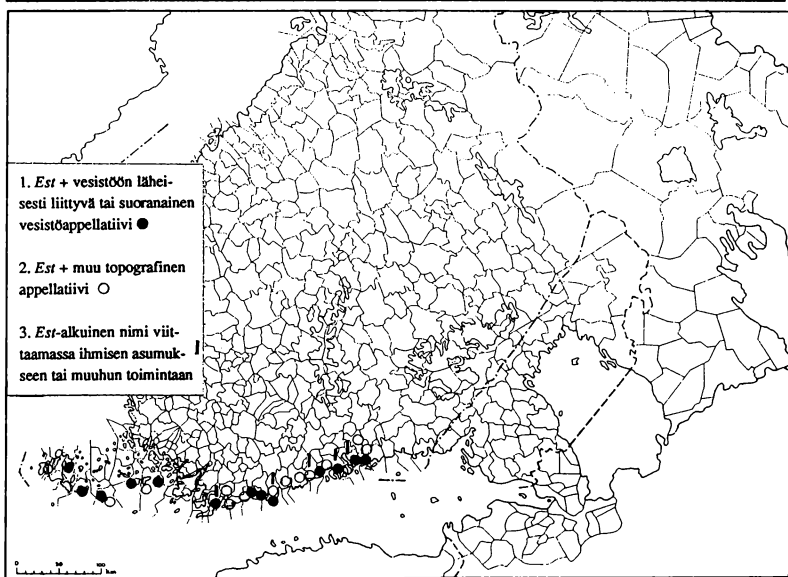 1. Est + vesistöön lähei-
sesti liittyvä tai suoranainen
vesistöappellatiivi ●
2. Est + muu topografinen
appellatiivi ○
3. Est-alkuinen nimi viit-
taamassa ihmisen asumuk-
seen tai muuhun toimintaan
0 50 100
km